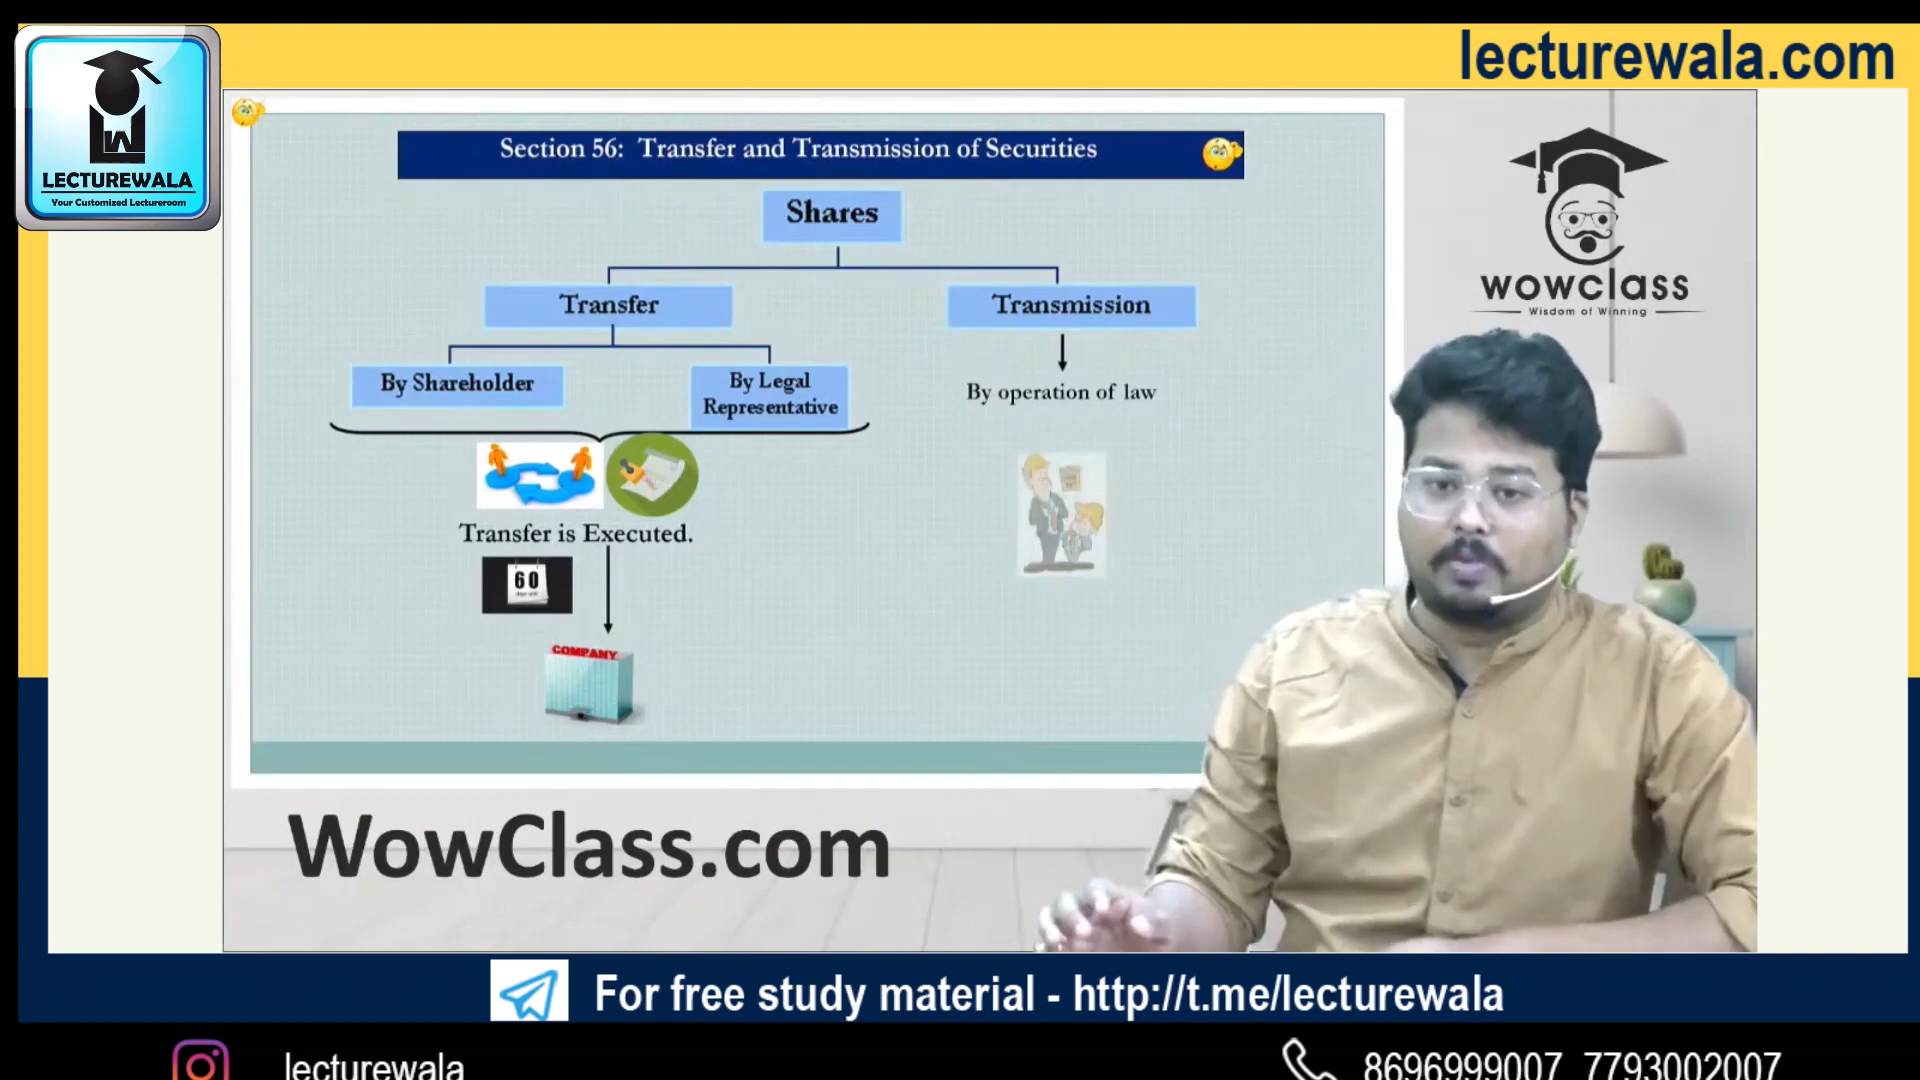 lecturewala.com
LW
LECTUREWALA
Your Customized Lectureroom
Section 56: Transfer and Transmission of Securities
Shares
Transfer
Transmission
By Shareholder
By Legal
Representative
By operation of law
Transfer is Executed.
60
COMPANY
wowclass
Wisdom of Winning
WowClass.com
For free study material - http://t.me/lecturewala
lecturewala
8696999007, 7793002007